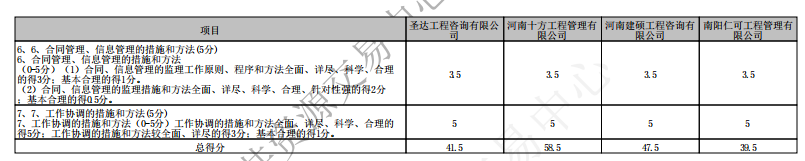 项目
圣达工程咨询有限公
司
河南十方工程管理有
限公司
河南建硕工程咨询有
限公司
南阳仁可工程管理有
限公司
6、6、合同管理、信息管理的措施和方法(5分)
合同管理、信息管理的措施和方法
（0-5分）（1）合同、信息管理的监理工作原则、程序和方法全面、详尽、科学、合理
的得3分；基本合理的得1分。
（2）合同、信息管理的监理措施和方法全面、详尽、科学、合理、针对性强的得2分
；基本合理的得0.5分。
3.5
3.5
3.5
3.5
7、7、工作协调的措施和方法(5分)
7、工作协调的措施和方法（0-5分）工作协调的措施和方法全面、详尽、科学、合理的
得5分；工作协调的措施和方法较全面、详尽的得3分；基本合理的得1分。
5
5
5
5
总得分
41.5
58.5
47.5
39.5
共资源交易中心
易中心